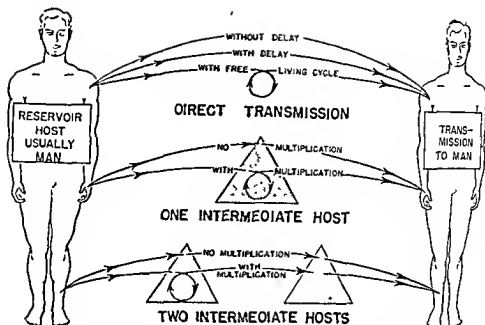 WITHOUT DELAY
WITH DELAY
WITH FREE LIVING CYCLE
DIRECT TRANSMISSION
RESERVOIR
HOST
USUALLY
MAN
TRANS-
MISSION
TO MAN
NO MULTIPLICATION
WITH MULTIPLICATION
ONE INTERMEDIATE HOST
NO MULTIPLICATION
WITH
MULTIPLICATION
TWO INTERMEDIATE HOSTS